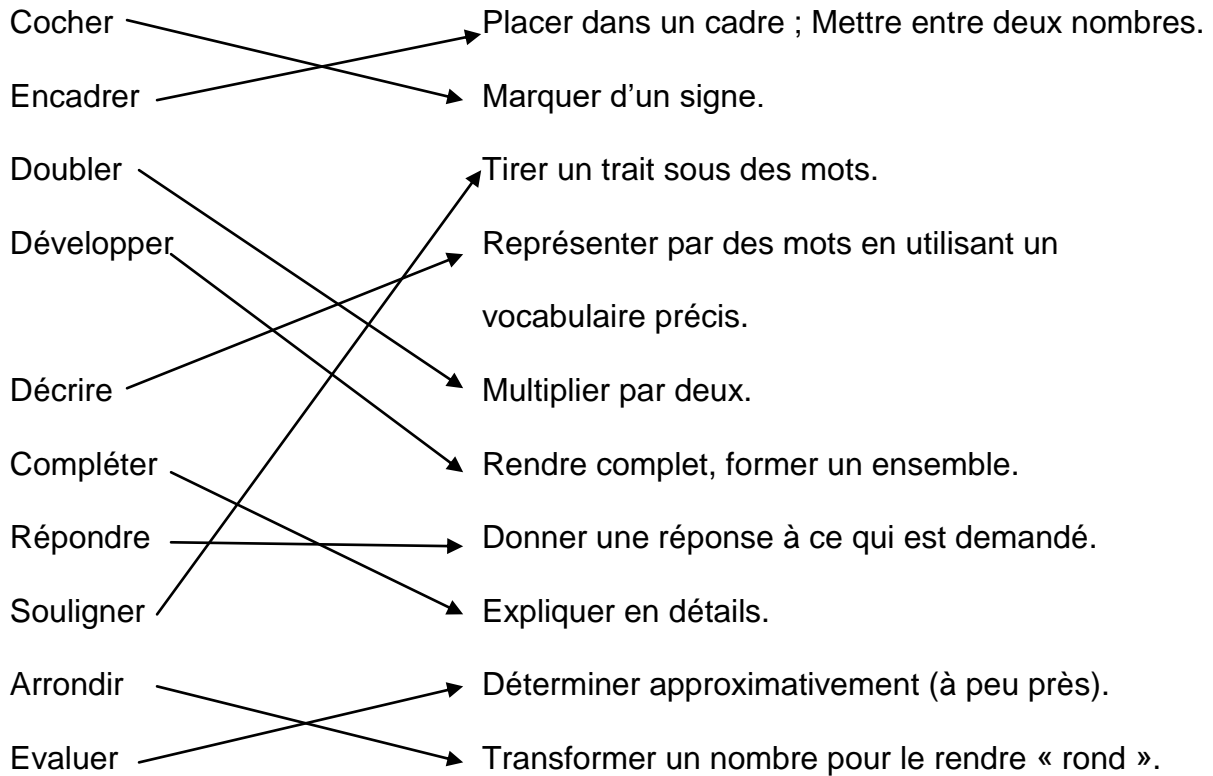 Cocher Placer dans un cadre ; Mettre entre deux nombres.
Encadrer Marquer d’un signe.
Doubler Tirer un trait sous des mots.
Développer Représenter par des mots en utilisant un
vocabulaire précis.
Décrire Multiplier par deux.
Compléter Rendre complet, former un ensemble.
Répondre Donner une réponse à ce qui est demandé.
Souligner Expliquer en détails.
Arrondir Déterminer approximativement (à peu près).
Evaluer Transformer un nombre pour le rendre « rond ».